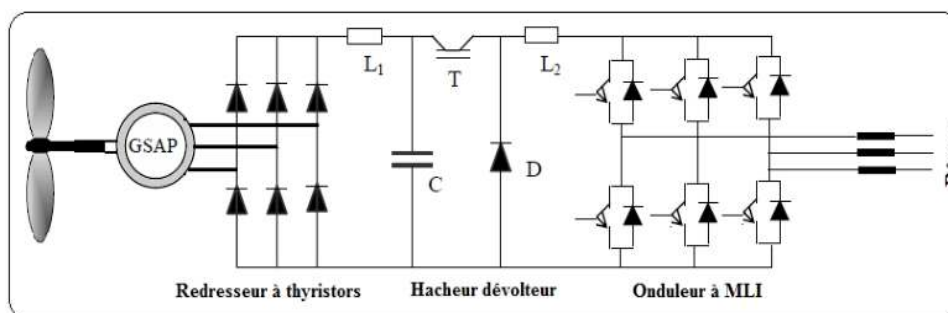 L1
T
L2
GSAP
C
D
Redresseur à thyristors
Hacheur dévolteur
Onduleur à MLI